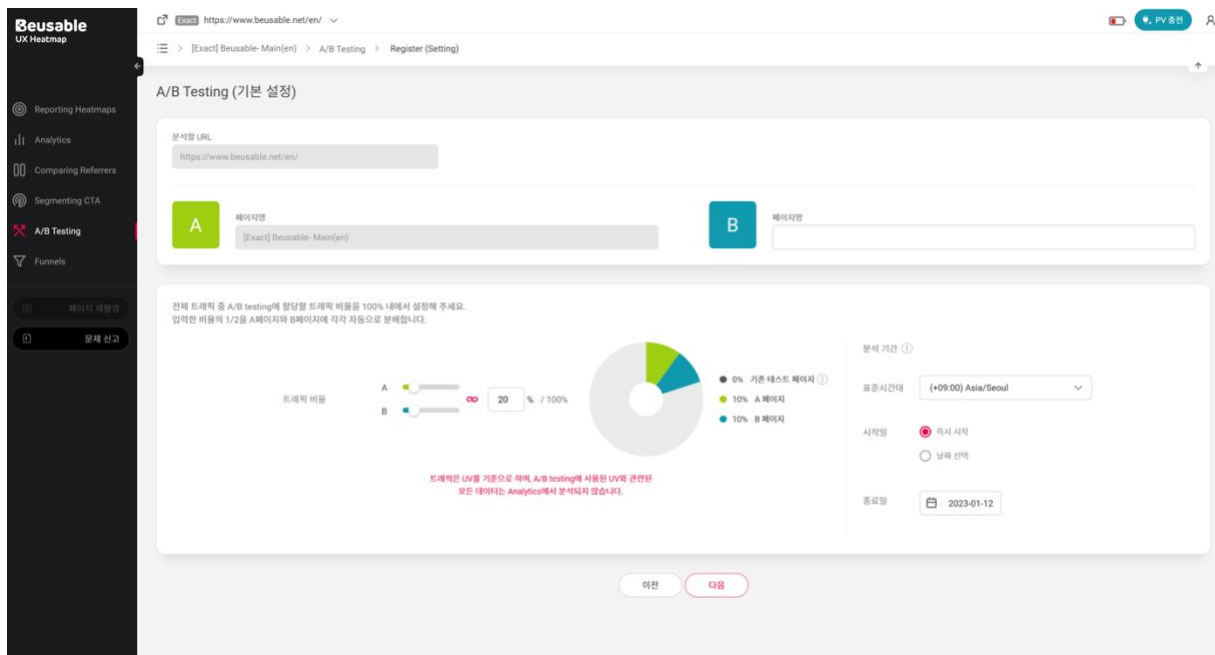 Beusable
UX Heatmap
Reporting Heatmaps
Analytics
Comparing Referrers
Segmenting CTA
A/B Testing
Funnels
페이지 재촬영
문제 신고
Exact https://www.beusable.net/en/
PV 충전
[Exact] Beusable- Main(en) > A/B Testing > Register (Setting)
A/B Testing (기본 설정)
분석할 URL
https://www.beusable.net/en/
A
페이지명
[Exact] Beusable- Main(en)
B
페이지명
전체 트래픽 중 A/B testing에 할당할 트래픽 비율을 100% 내에서 설정해 주세요.
입력한 비율의 1/2을 A페이지와 B페이지에 각각 자동으로 분배합니다.
트래픽 비율
A
B
20 % / 100%
0% 기존 테스트 페이지
10% A 페이지
10% B 페이지
트래픽은 UV를 기준으로 하며, A/B testing에 사용된 UV와 관련된
모든 데이터는 Analytics에서 분석되지 않습니다.
분석 기간
표준시간대 (+09:00) Asia/Seoul
시작일 즉시 시작
날짜 선택
종료일 2023-01-12
이전 다음